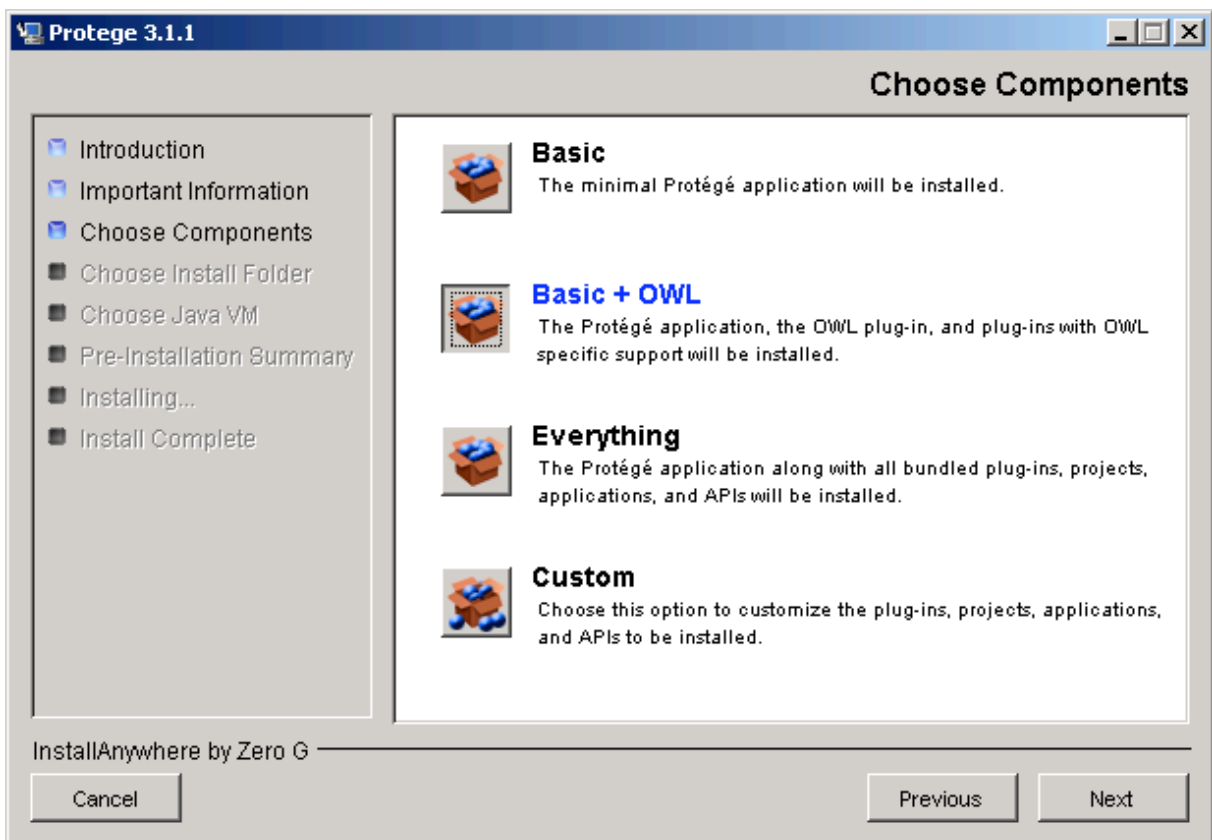 Protege 3.1.1
Choose Components
Introduction
Important Information
Choose Components
Choose Install Folder
Choose Java VM
Pre-Installation Summary
Installing...
Install Complete
Basic
The minimal Protégé application will be installed.
Basic + OWL
The Protégé application, the OWL plug-in, and plug-ins with OWL
specific support will be installed.
Everything
The Protégé application along with all bundled plug-ins, projects,
applications, and APIs will be installed.
Custom
Choose this option to customize the plug-ins, projects, applications,
and APIs to be installed.
InstallAnywhere by Zero G
Cancel
Previous
Next